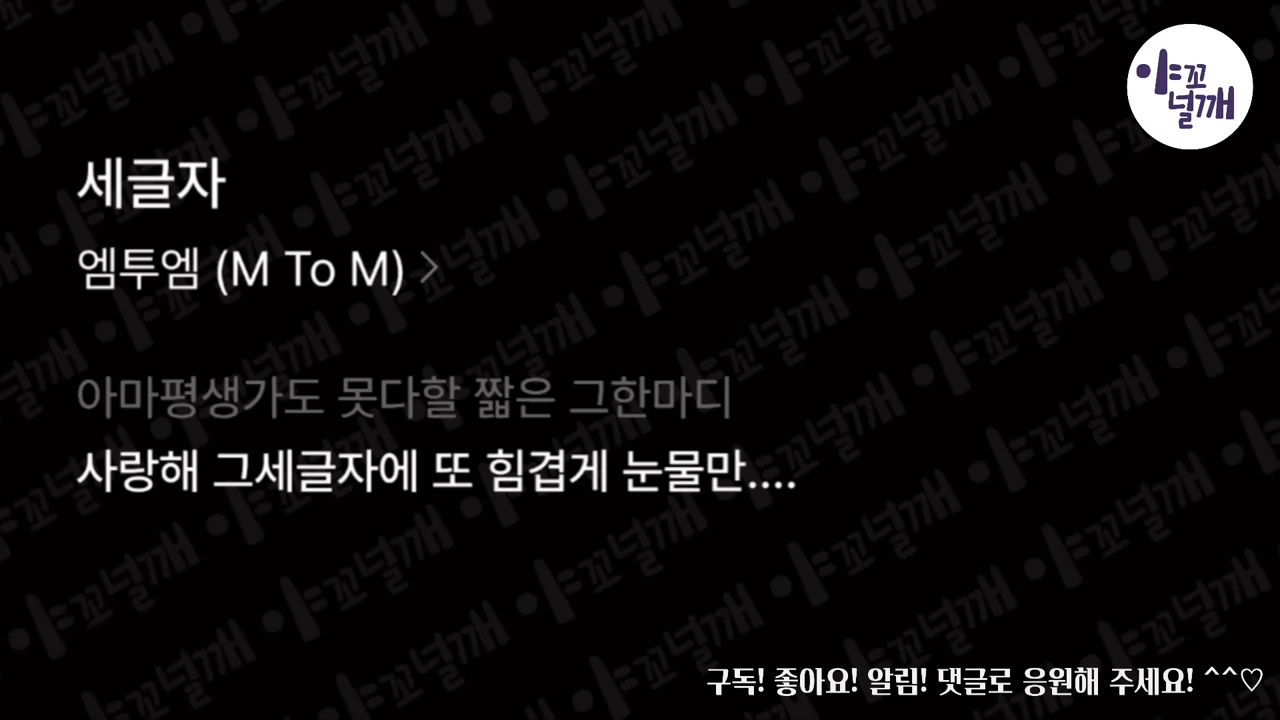 야꼬
널깨
세글자
엠투엠 (M To M) >
아마평생가도 못다할 짧은 그한마디
사랑해 그세글자에 또 힘겹게 눈물만....
구독! 좋아요! 알림! 댓글로 응원해 주세요! ^^♡